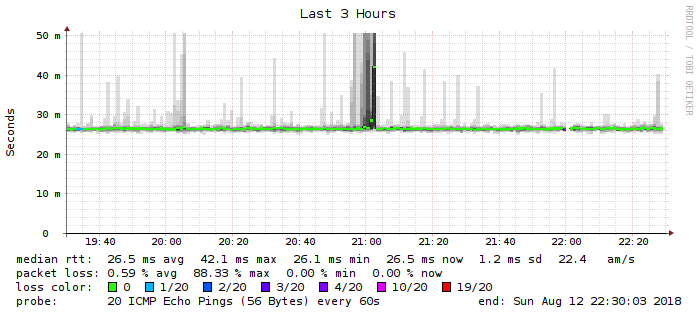 Last 3 Hours
RRDTOOL / TOBI OETIKER
Seconds
50 m
40 m
30 m
20 m
10 m
0
19:40 20:00 20:20 20:40 21:00 21:20 21:40 22:00 22:20
median rtt: 26.5 ms avg 42.1 ms max 26.1 ms min 26.5 ms now 1.2 ms sd 22.4 am/s
packet loss: 0.59 % avg 88.33 % max 0.00 % min 0.00 % now
loss color: 0 1/20 2/20 3/20 4/20 10/20 19/20
probe: 20 ICMP Echo Pings (56 Bytes) every 60s end: Sun Aug 12 22:30:03 2018